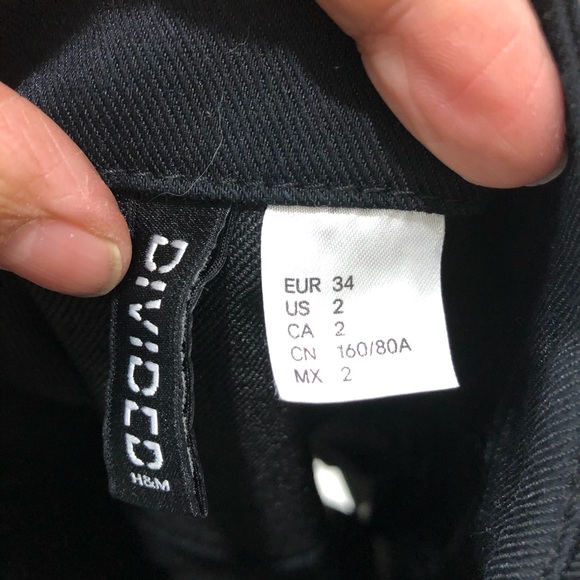 DIVIDED
H&M
EUR 34
US 2
CA 2
CN 160/80A
MX 2